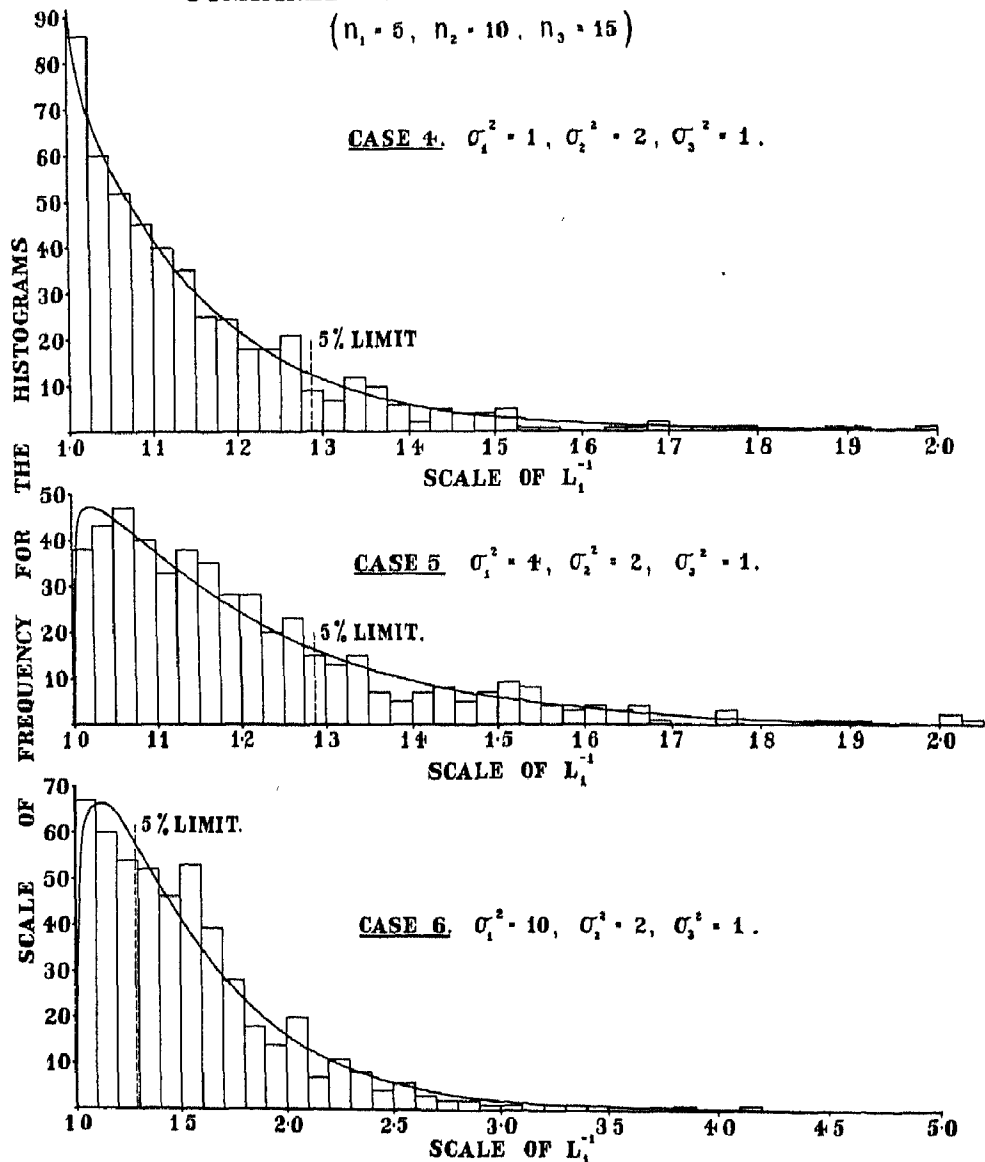 (n₁ = 5, n₂ = 10, n₃ = 15)
90
80
70
60
50
40
30
20
10
CASE 4. σ₁² = 1, σ₂² = 2, σ₃² = 1.
5% LIMIT
1·0 1·1 1·2 1·3 1·4 1·5 1·6 1·7 1·8 1·9 2·0
SCALE OF L₁⁻¹
50
40
30
20
10
CASE 5 σ₁² = 4, σ₂² = 2, σ₃² = 1.
5% LIMIT.
1·0 1·1 1·2 1·3 1·4 1·5 1·6 1·7 1·8 1·9 2·0
SCALE OF L₁⁻¹
70
60
50
40
30
20
10
5% LIMIT.
CASE 6. σ₁² = 10, σ₂² = 2, σ₃² = 1.
1·0 1·5 2·0 2·5 3·0 3·5 4·0 4·5 5·0
SCALE OF L₁⁻¹
SCALE OF FREQUENCY FOR THE HISTOGRAMS